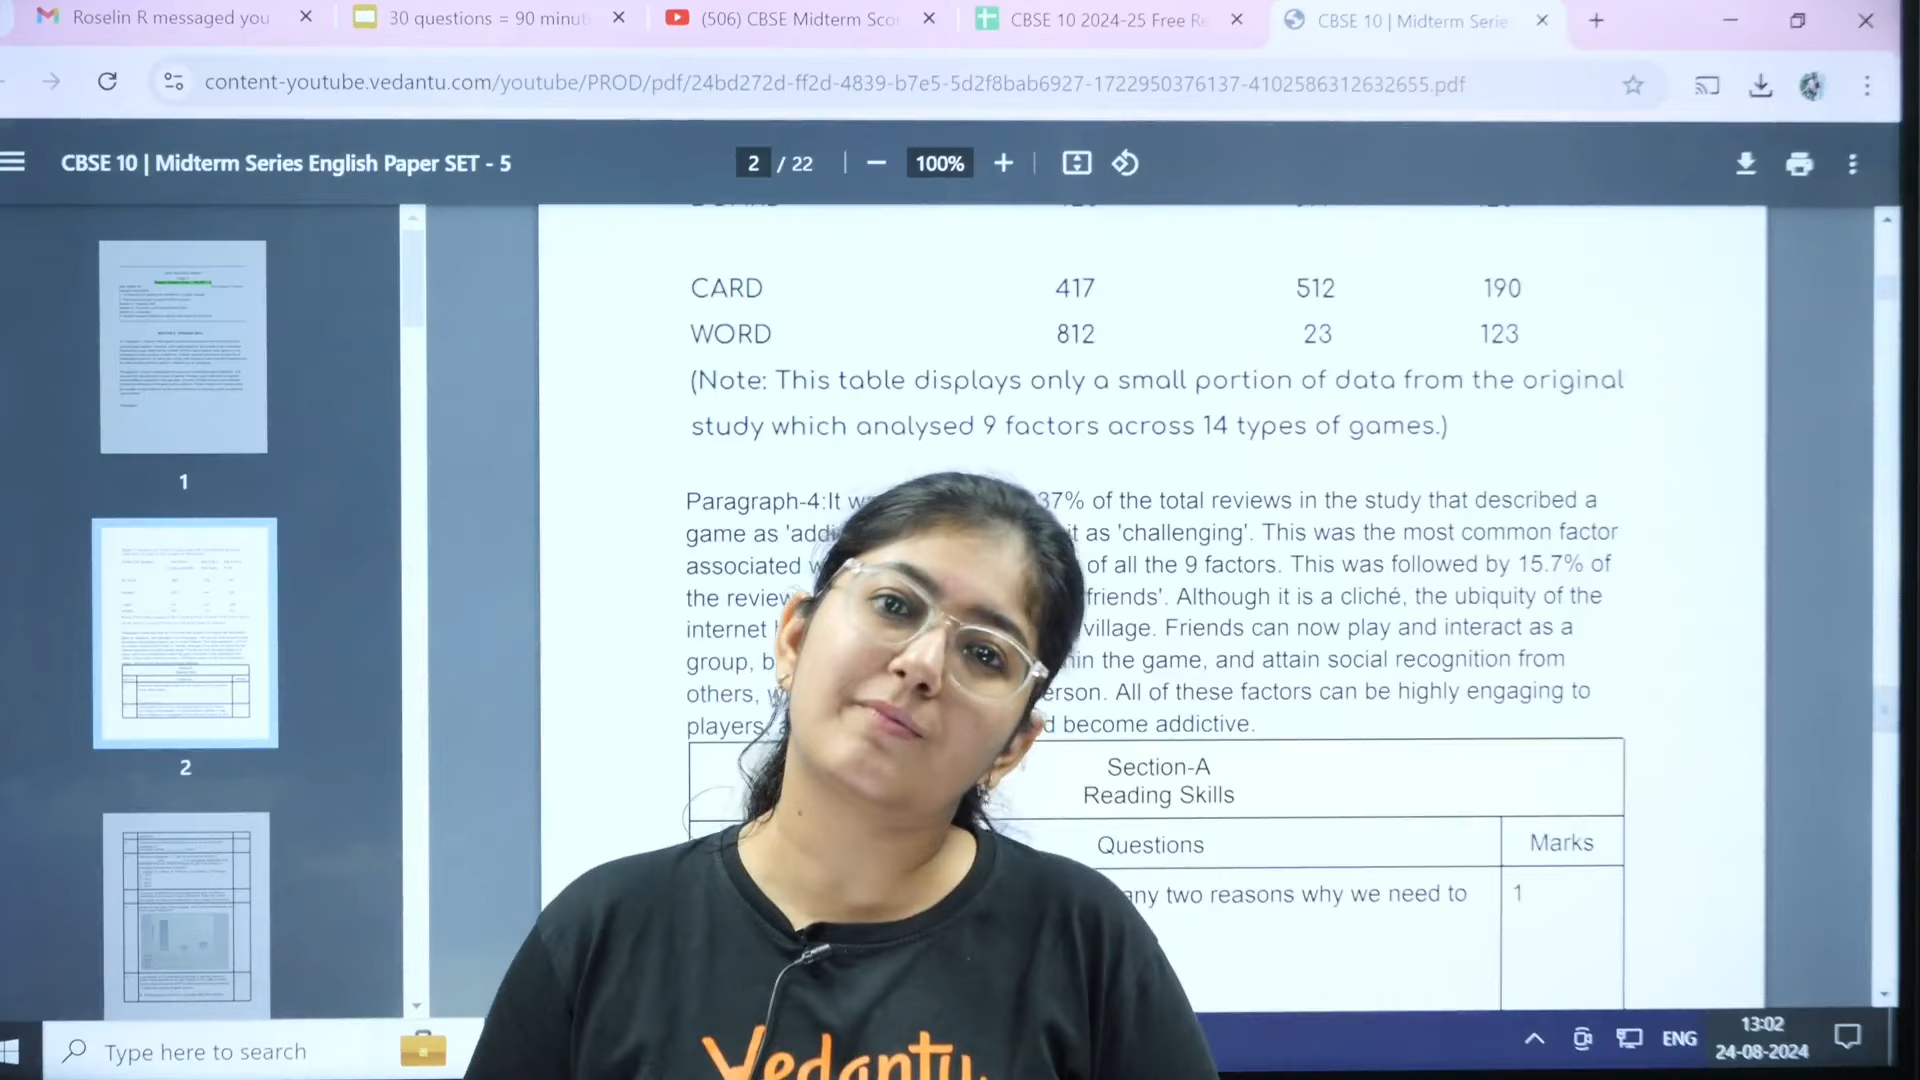 Roselin R messaged you
30 questions = 90 minut
(506) CBSE Midterm Sco
CBSE 10 2024-25 Free Re
CBSE 10 | Midterm Serie
content-youtube.vedantu.com/youtube/PROD/pdf/24bd272d-ff2d-4839-b7e5-5d2f8bab6927-1722950376137-4102586312632655.pdf
CBSE 10 | Midterm Series English Paper SET - 5
2 / 22
100%
1
2
CARD 417 512 190
WORD 812 23 123
(Note: This table displays only a small portion of data from the original
study which analysed 9 factors across 14 types of games.)
Paragraph-4:It 37% of the total reviews in the study that described a
game as 'addi it as 'challenging'. This was the most common factor
associated of all the 9 factors. This was followed by 15.7% of
the review friends'. Although it is a cliché, the ubiquity of the
internet village. Friends can now play and interact as a
group, b in the game, and attain social recognition from
others, erson. All of these factors can be highly engaging to
players, d become addictive.
Section-A
Reading Skills
Questions Marks
any two reasons why we need to 1
Vedantu
Type here to search
ENG
13:02
24-08-2024